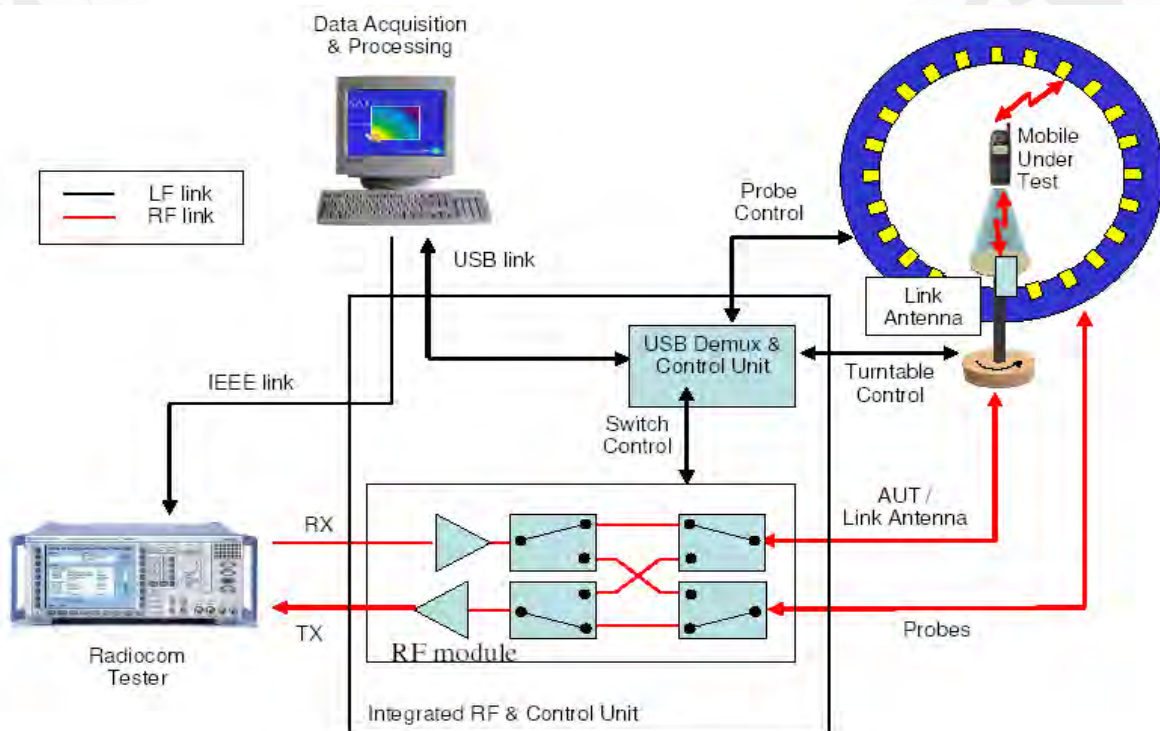 Data Acquisition
& Processing
LF link
RF link
Mobile
Under
Test
Probe
Control
USB link
Link
Antenna
USB Demux &
Control Unit
Turntable
Control
IEEE link
Switch
Control
AUT /
Link Antenna
RX
TX
Probes
RF module
Radiocom
Tester
Integrated RF & Control Unit